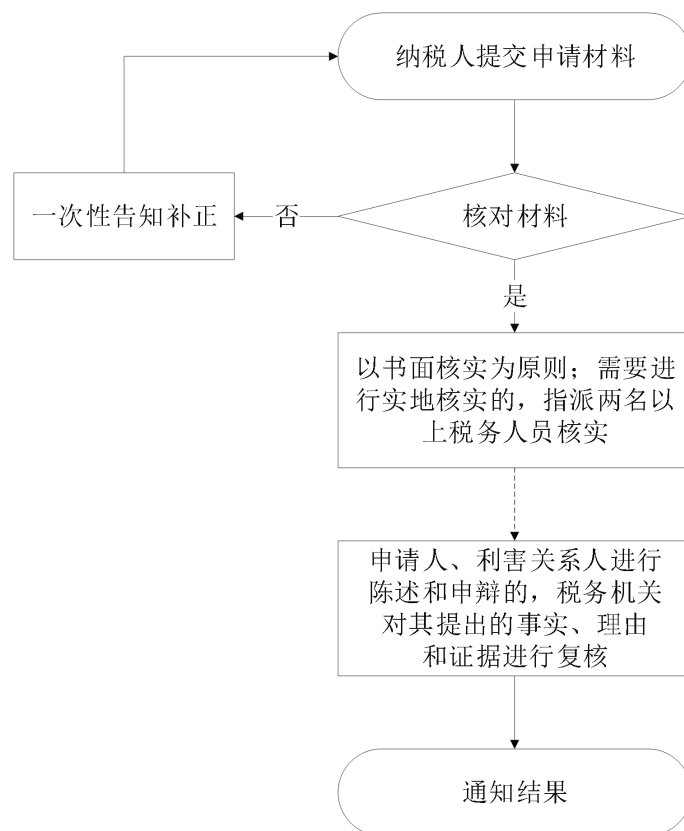 纳税人提交申请材料
核对材料
否
一次性告知补正
是
以书面核实为原则；需要进
行实地核实的，指派两名以
上税务人员核实
申请人、利害关系人进行
陈述和申辩的，税务机关
对其提出的事实、理由
和证据进行复核
通知结果